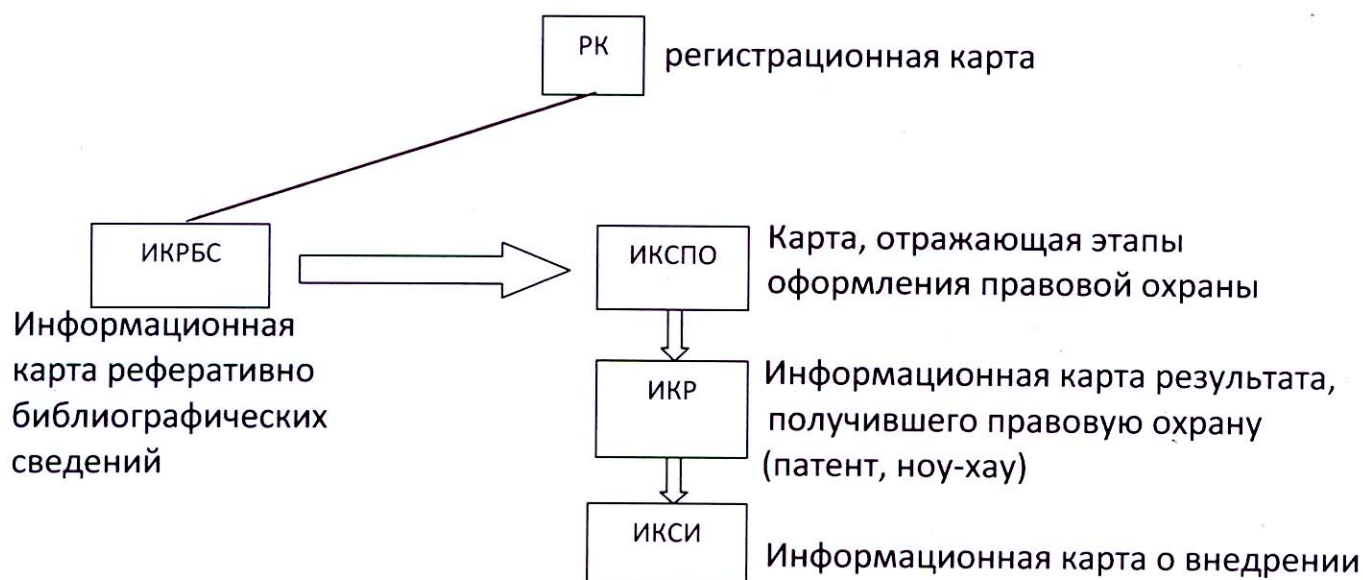 РК
регистрационная карта
ИКРБС
Информационная
карта реферативно
библиографических
сведений
ИКСПО
Карта, отражающая этапы
оформления правовой охраны
ИКР
Информационная карта результата,
получившего правовую охрану
(патент, ноу-хау)
ИКСИ
Информационная карта о внедрении